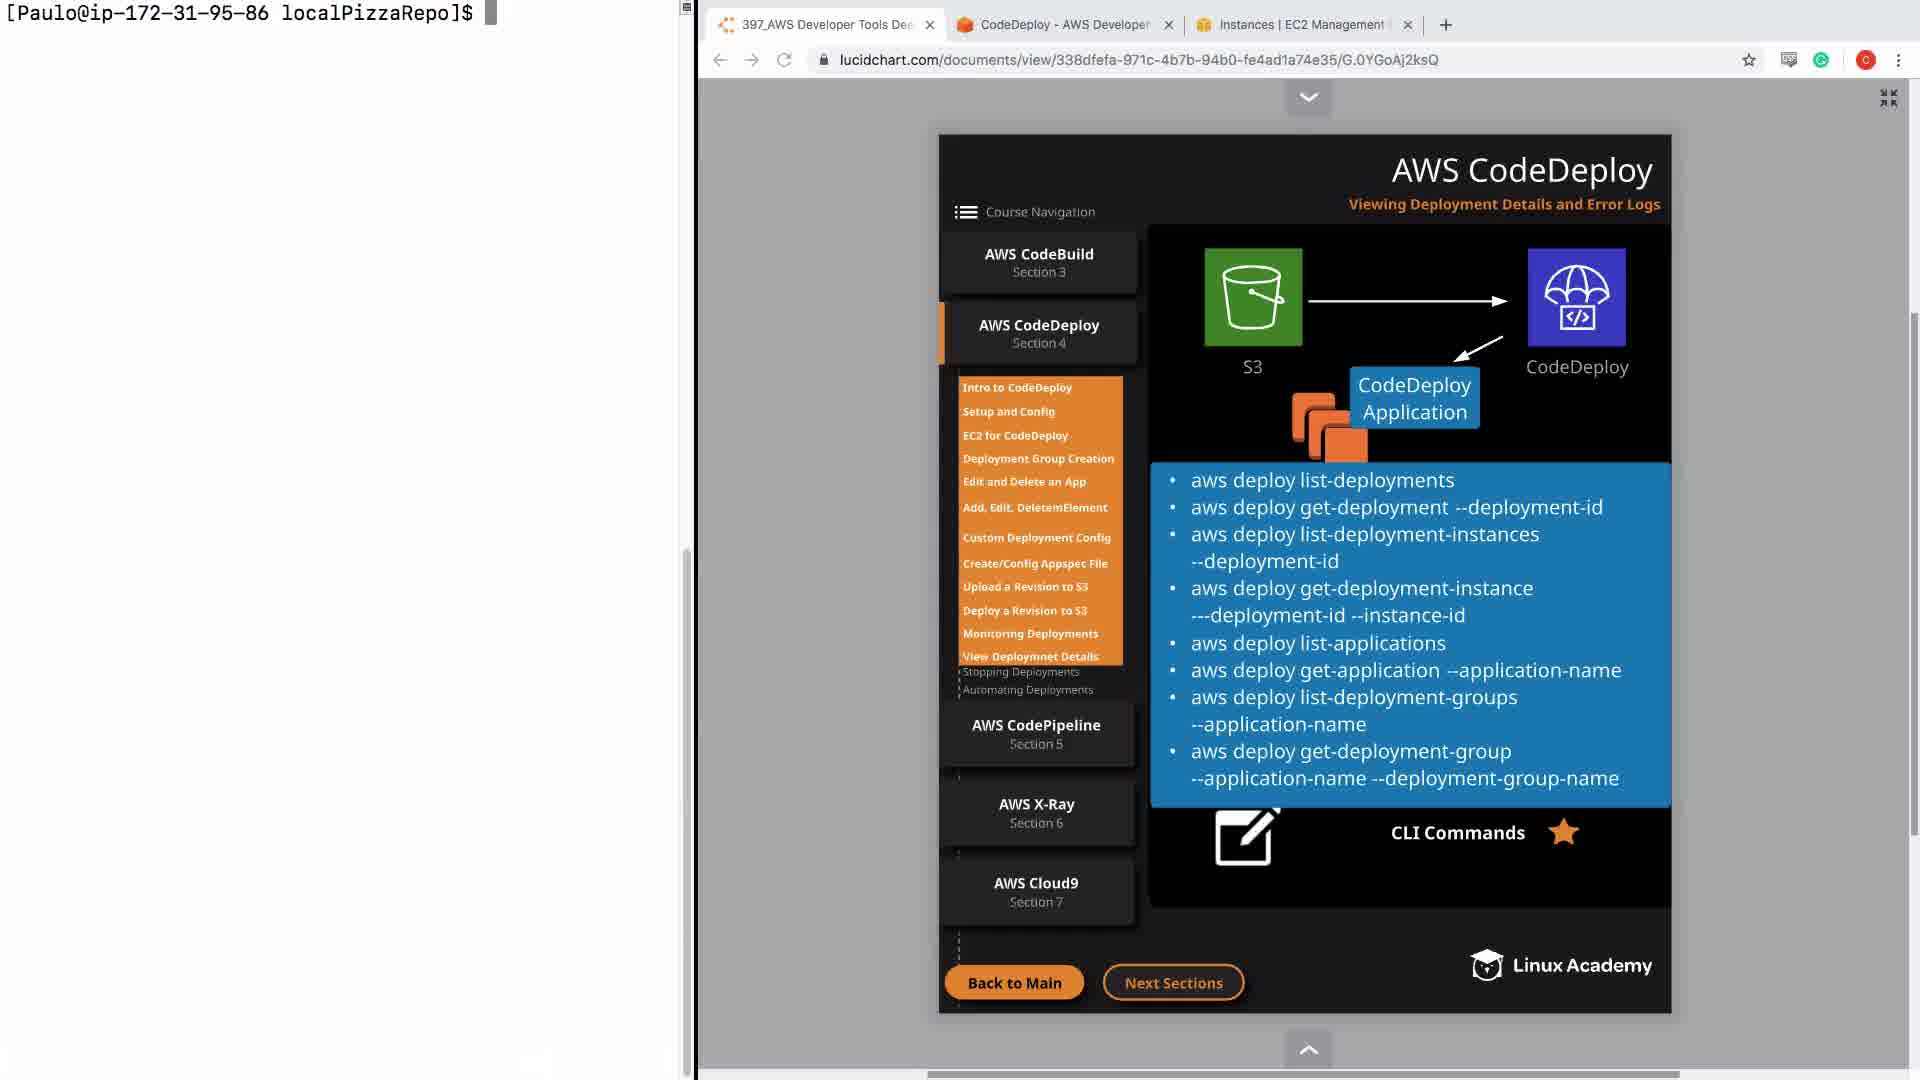 [Paulo@ip-172-31-95-86 localPizzaRepo]$
397_AWS Developer Tools Dee
CodeDeploy - AWS Developer
Instances | EC2 Management
lucidchart.com/documents/view/338dfefa-971c-4b7b-94b0-fe4ad1a74e35/G.0YGoAj2ksQ
C
AWS CodeDeploy
Viewing Deployment Details and Error Logs
Course Navigation
AWS CodeBuild
Section 3
AWS CodeDeploy
Section 4
Intro to CodeDeploy
Setup and Config
EC2 for CodeDeploy
Deployment Group Creation
Edit and Delete an App
Add, Edit, DeletemElement
Custom Deployment Config
Create/Config Appspec File
Upload a Revision to S3
Deploy a Revision to S3
Monitoring Deployments
View Deploymnet Details
Stopping Deployments
Automating Deployments
AWS CodePipeline
Section 5
AWS X-Ray
Section 6
AWS Cloud9
Section 7
Back to Main
Next Sections
S3
CodeDeploy
CodeDeploy
Application
• aws deploy list-deployments
• aws deploy get-deployment --deployment-id
• aws deploy list-deployment-instances
--deployment-id
• aws deploy get-deployment-instance
---deployment-id --instance-id
• aws deploy list-applications
• aws deploy get-application --application-name
• aws deploy list-deployment-groups
--application-name
• aws deploy get-deployment-group
--application-name --deployment-group-name
CLI Commands
Linux Academy